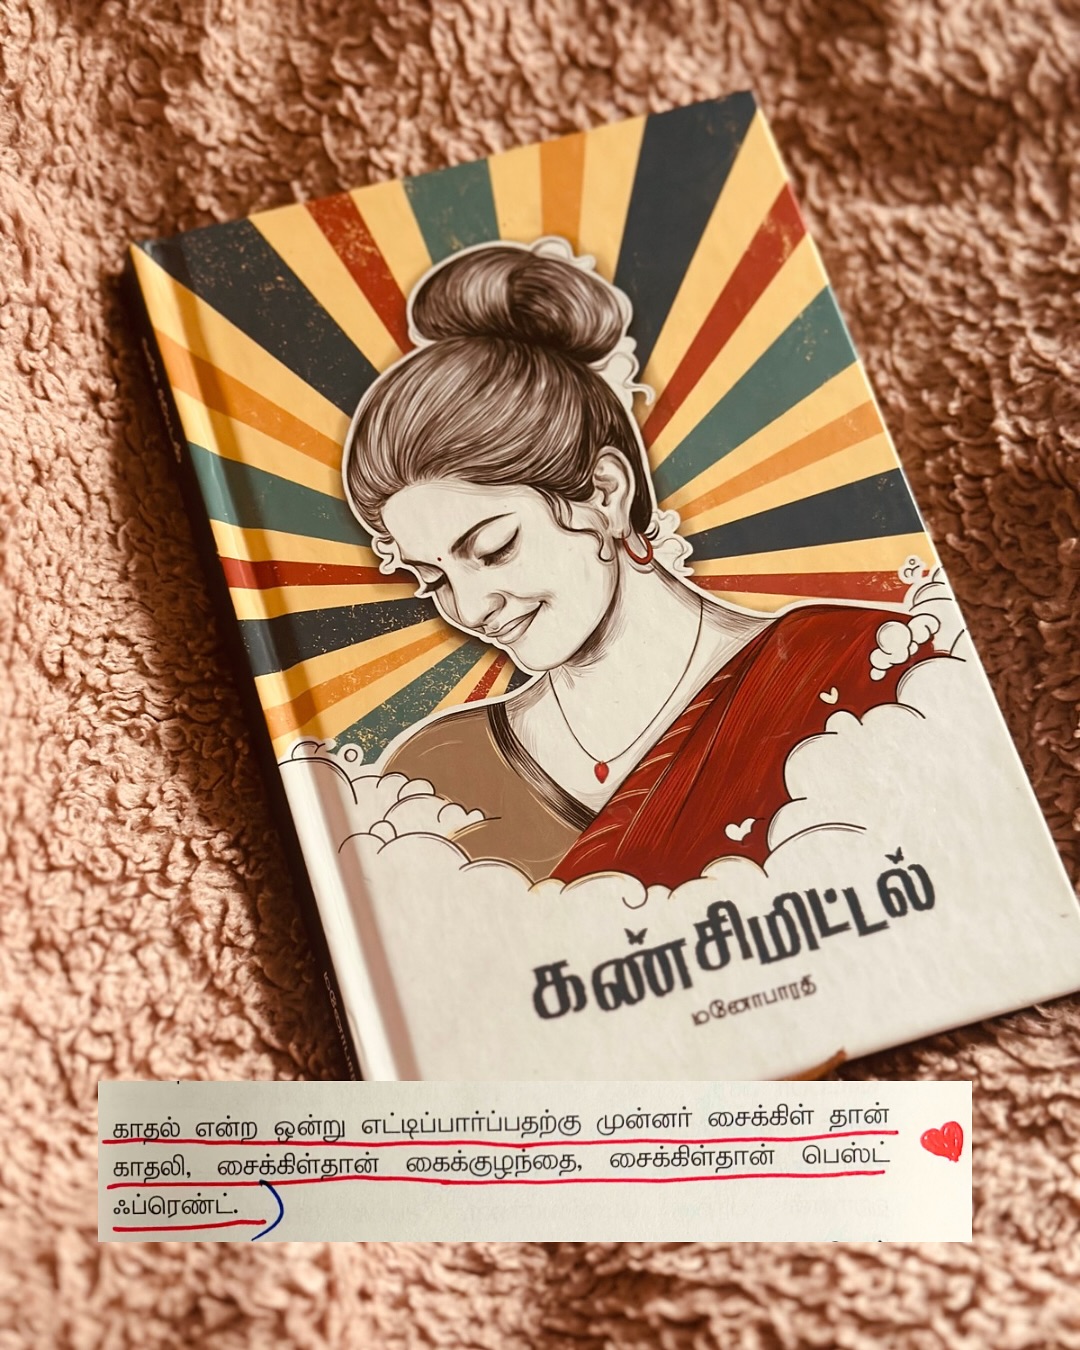 கண்சிமிட்டல்
மனோபாரதி
காதல் என்ற ஒன்று எட்டிப்பார்ப்பதற்கு முன்னர் சைக்கிள் தான்
காதலி, சைக்கிள்தான் கைக்குழந்தை, சைக்கிள்தான் பெஸ்ட்
ஃப்ரெண்ட்.